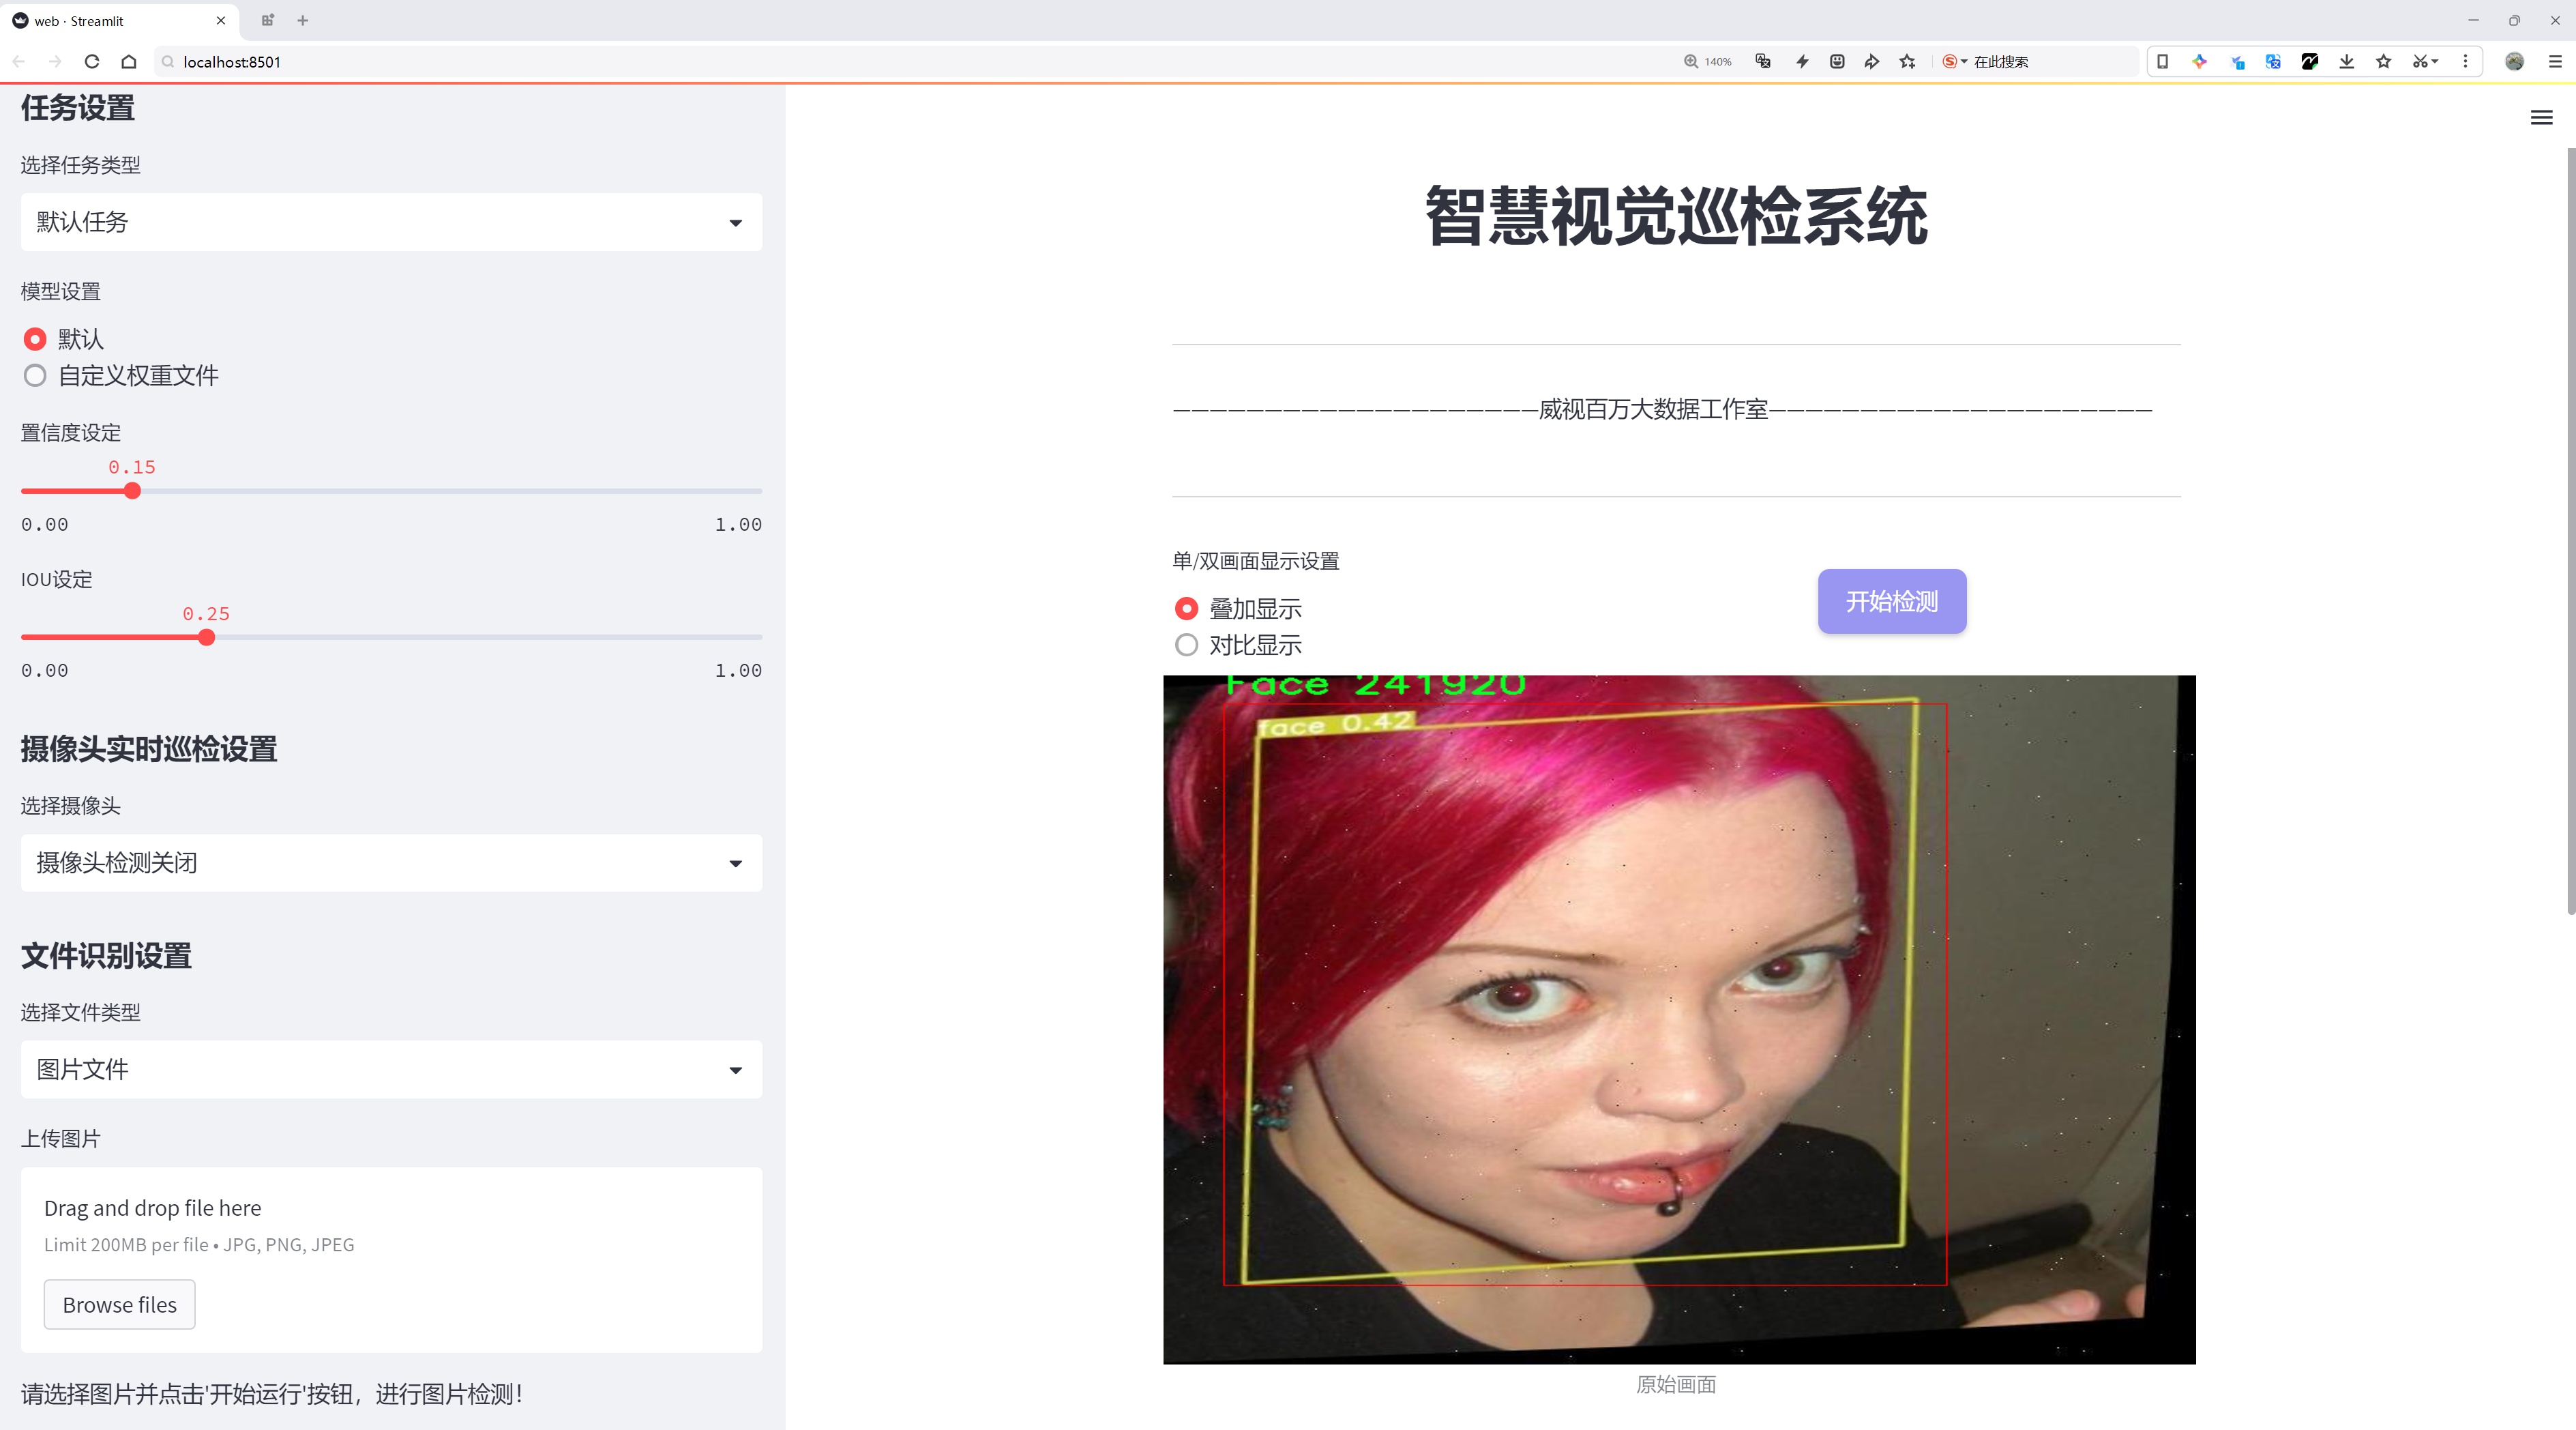 web · Streamlit
localhost:8501
140%
在此搜索
任务设置
选择任务类型
默认任务
模型设置
默认
自定义权重文件
置信度设定
0.15
0.00
1.00
IOU设定
0.25
0.00
1.00
摄像头实时巡检设置
选择摄像头
摄像头检测关闭
文件识别设置
选择文件类型
图片文件
上传图片
Drag and drop file here
Limit 200MB per file • JPG, PNG, JPEG
Browse files
请选择图片并点击'开始运行'按钮，进行图片检测！
智慧视觉巡检系统
————————————————————威视百万大数据工作室—————————————————————
单/双画面显示设置
叠加显示
对比显示
开始检测
Face 241920
face 0.42
原始画面